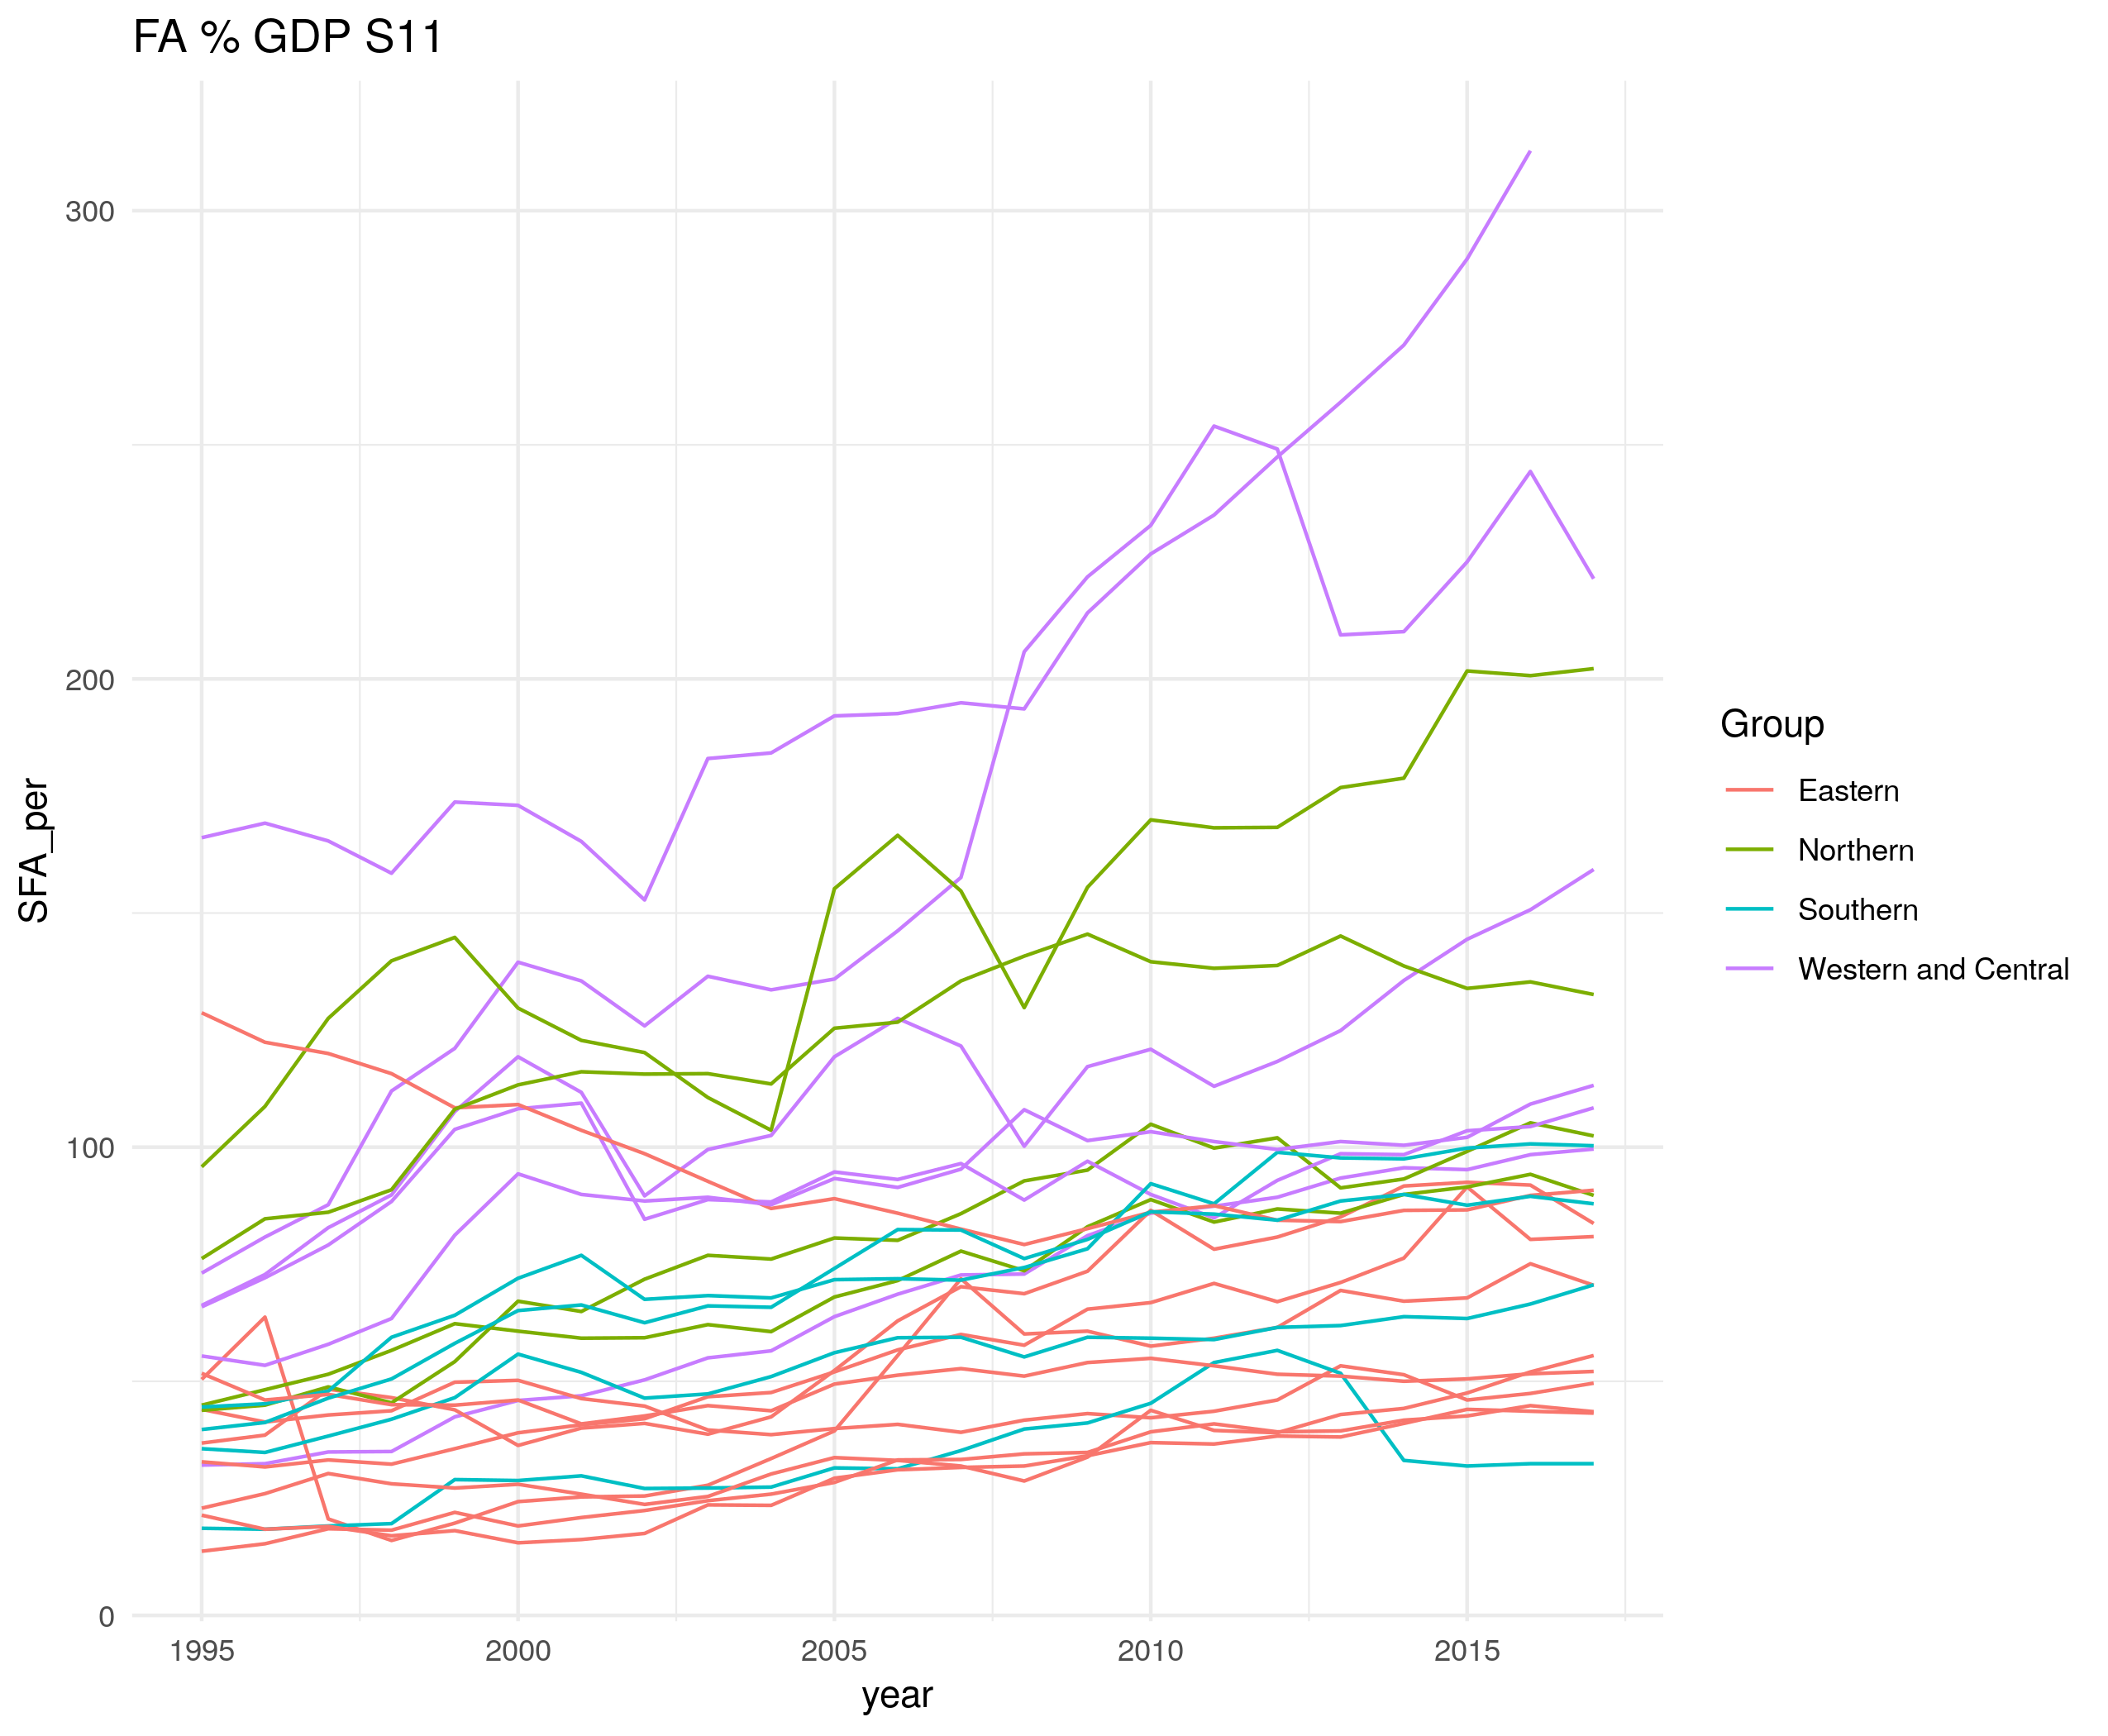 FA % GDP S11
SFA_per
300
200
100
0
1995 2000 2005 2010 2015
year
Group
Eastern
Northern
Southern
Western and Central